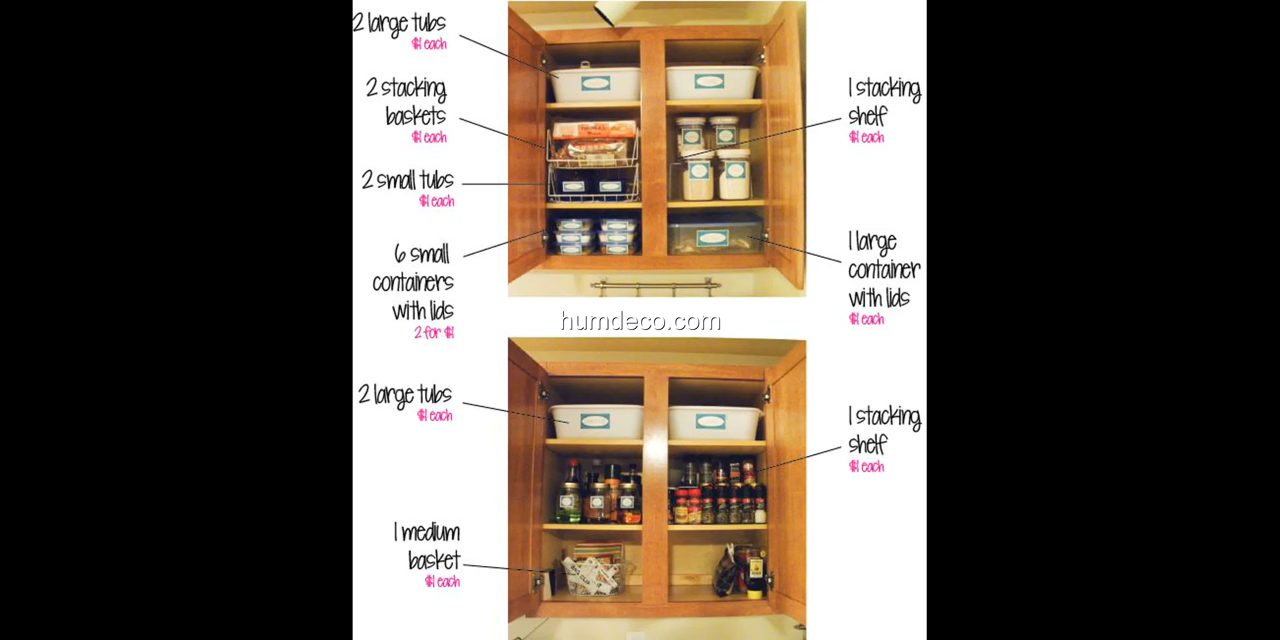 2 large tubs
$1 each
2 stacking
baskets
$1 each
2 small tubs
$1 each
6 small
containers
with lids
2 for $1
1 stacking
shelf
$1 each
1 large
container
with lids
$1 each
humdeco.com
2 large tubs
$1 each
1 medium
basket
$1 each
1 stacking
shelf
$1 each